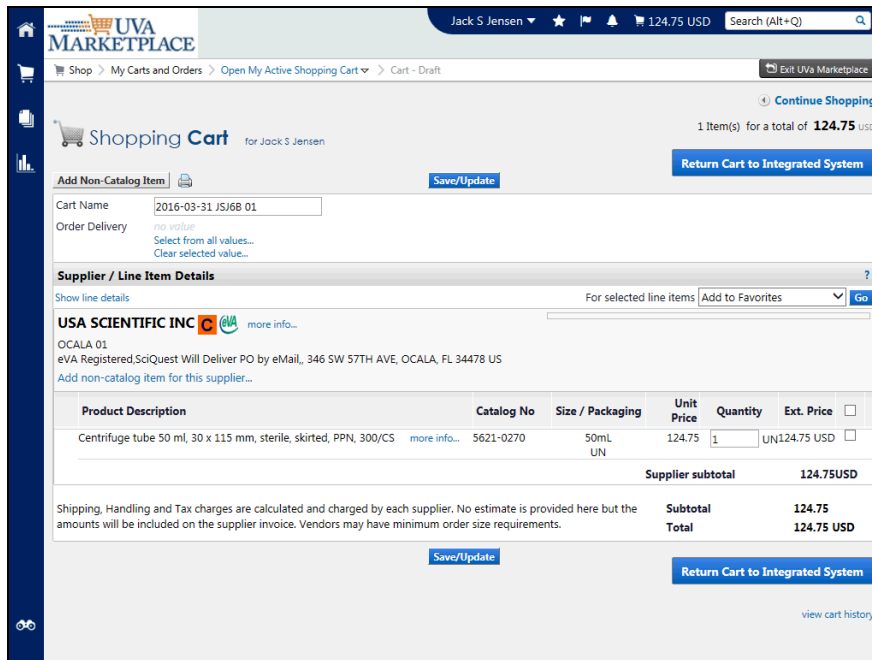 UVA
MARKETPLACE
Jack S Jensen
124.75 USD
Search (Alt+Q)
Shop > My Carts and Orders > Open My Active Shopping Cart > Cart - Draft
Exit UVa Marketplace
Continue Shopping
Shopping Cart for Jack S Jensen
1 Item(s) for a total of 124.75 usd
Return Cart to Integrated System
Add Non-Catalog Item
Save/Update
Cart Name 2016-03-31 JSJ6B 01
Order Delivery no value
Select from all values...
Clear selected value...
Supplier / Line Item Details ?
Show line details For selected line items Add to Favorites Go
USA SCIENTIFIC INC C eVA more info...
OCALA 01
eVA Registered,SciQuest Will Deliver PO by eMail,, 346 SW 57TH AVE, OCALA, FL 34478 US
Add non-catalog item for this supplier...
Product Description Catalog No Size / Packaging Unit Price Quantity Ext. Price
Centrifuge tube 50 ml, 30 x 115 mm, sterile, skirted, PPN, 300/CS more info... 5621-0270 50mL UN 124.75 1 UN 124.75 USD
Supplier subtotal 124.75USD
Shipping, Handling and Tax charges are calculated and charged by each supplier. No estimate is provided here but the
amounts will be included on the supplier invoice. Vendors may have minimum order size requirements.
Subtotal 124.75
Total 124.75 USD
Save/Update
Return Cart to Integrated System
view cart history